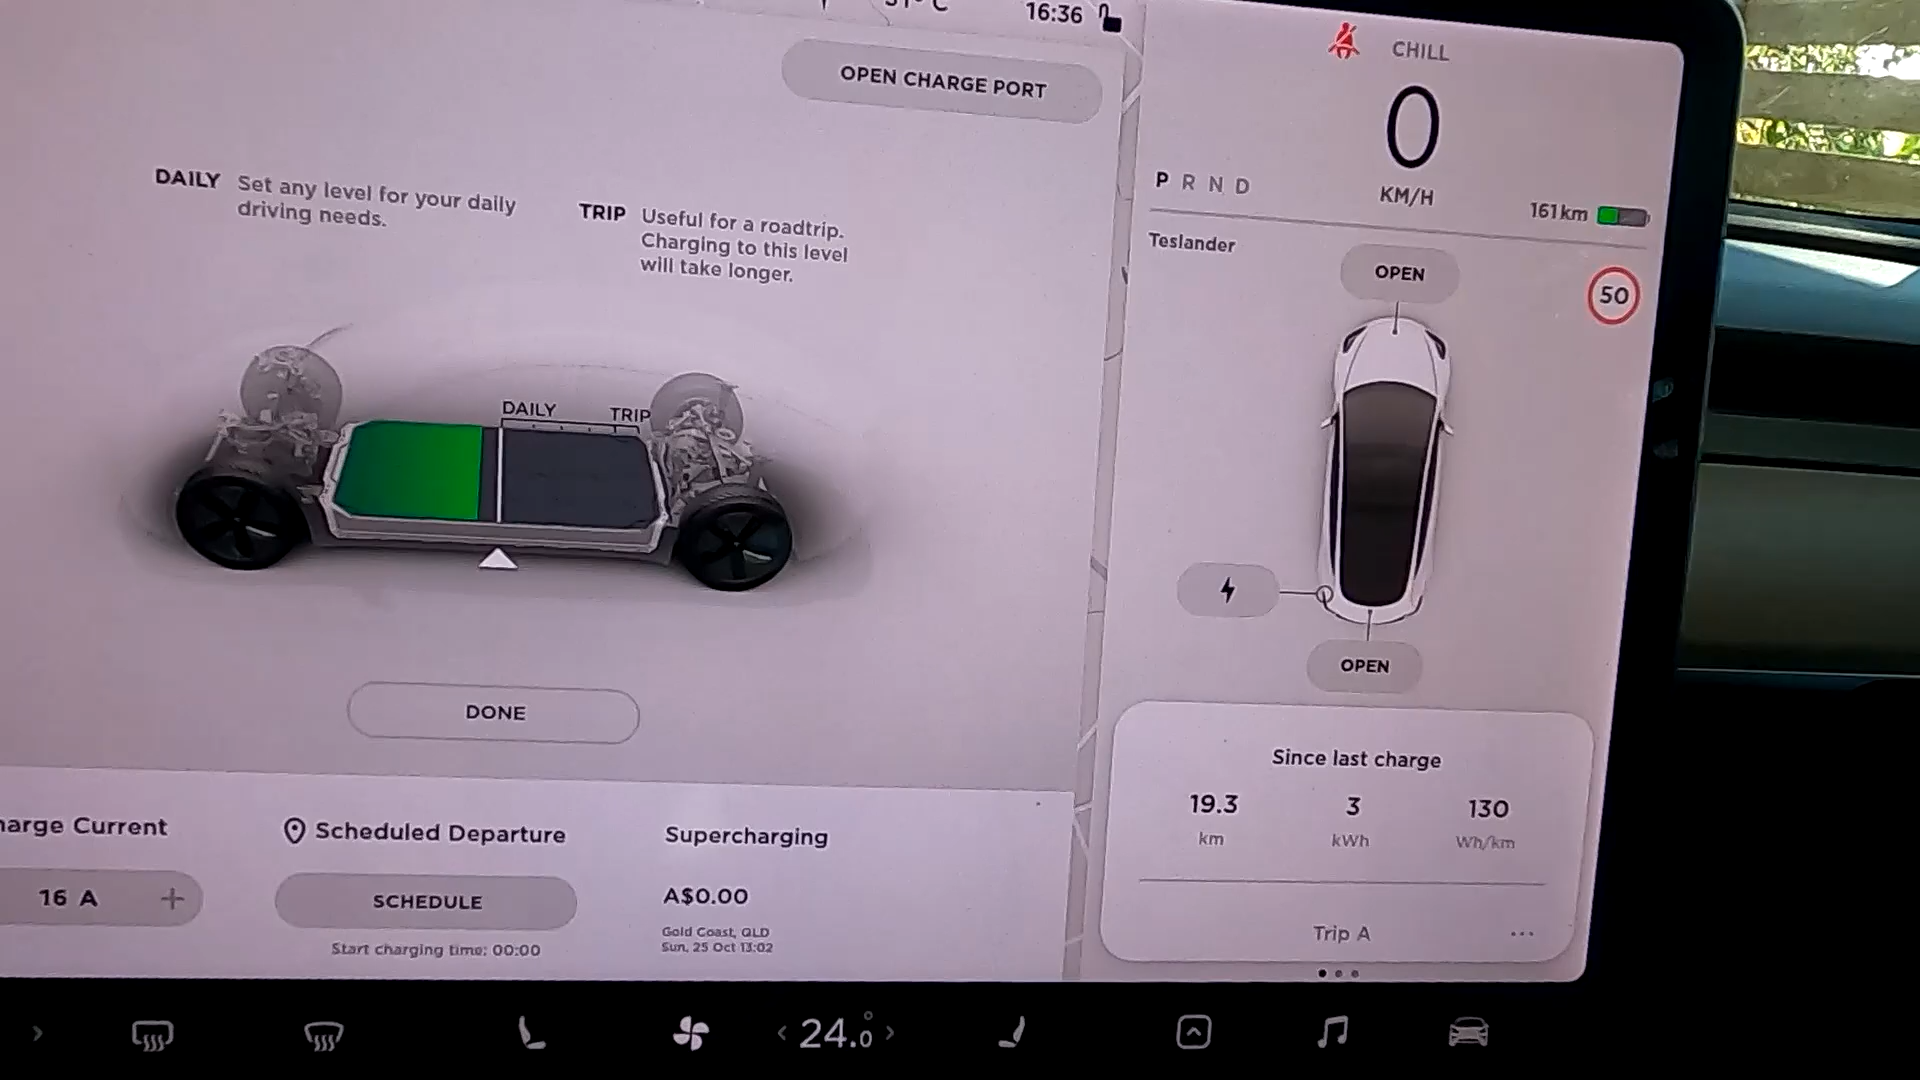 16:36
OPEN CHARGE PORT
DAILY Set any level for your daily
driving needs.
TRIP Useful for a roadtrip.
Charging to this level
will take longer.
DAILY TRIP
DONE
Charge Current
16 A +
Scheduled Departure
SCHEDULE
Start charging time: 00:00
Supercharging
A$0.00
Gold Coast, QLD
Sun, 25 Oct 13:02
CHILL
0
KM/H
P R N D
161 km
Teslander
OPEN
50
OPEN
Since last charge
19.3 3 130
km kWh Wh/km
Trip A ...
< 24.0° >